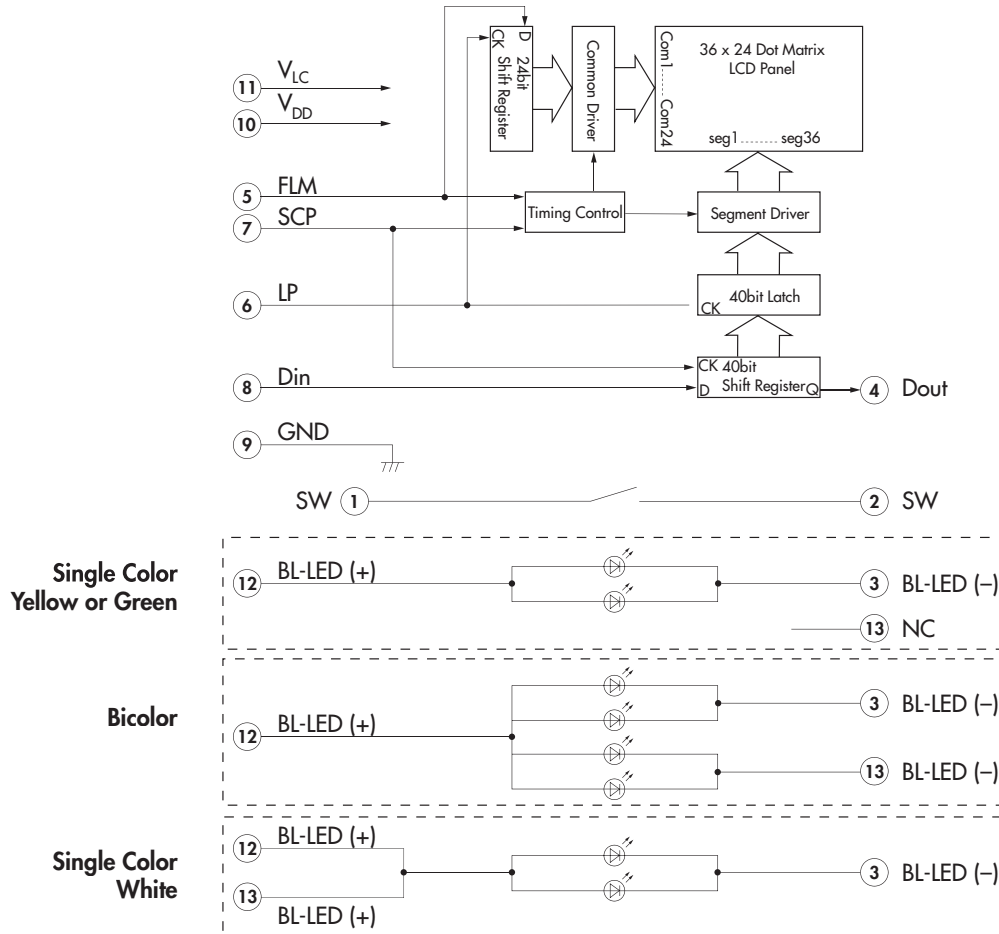 D
CK
24bit
Shift Register
Common Driver
Com1
Com24
36 x 24 Dot Matrix
LCD Panel
seg1 seg36
11 VLC
10 VDD
5 FLM
7 SCP
Timing Control
Segment Driver
6 LP
40bit Latch
CK
8 Din
CK 40bit
D Shift Register Q
4 Dout
9 GND
SW 1
2 SW
Single Color
Yellow or Green
12 BL-LED (+)
3 BL-LED (–)
13 NC
Bicolor
12 BL-LED (+)
3 BL-LED (–)
13 BL-LED (–)
Single Color
White
12 BL-LED (+)
13
BL-LED (+)
3 BL-LED (–)